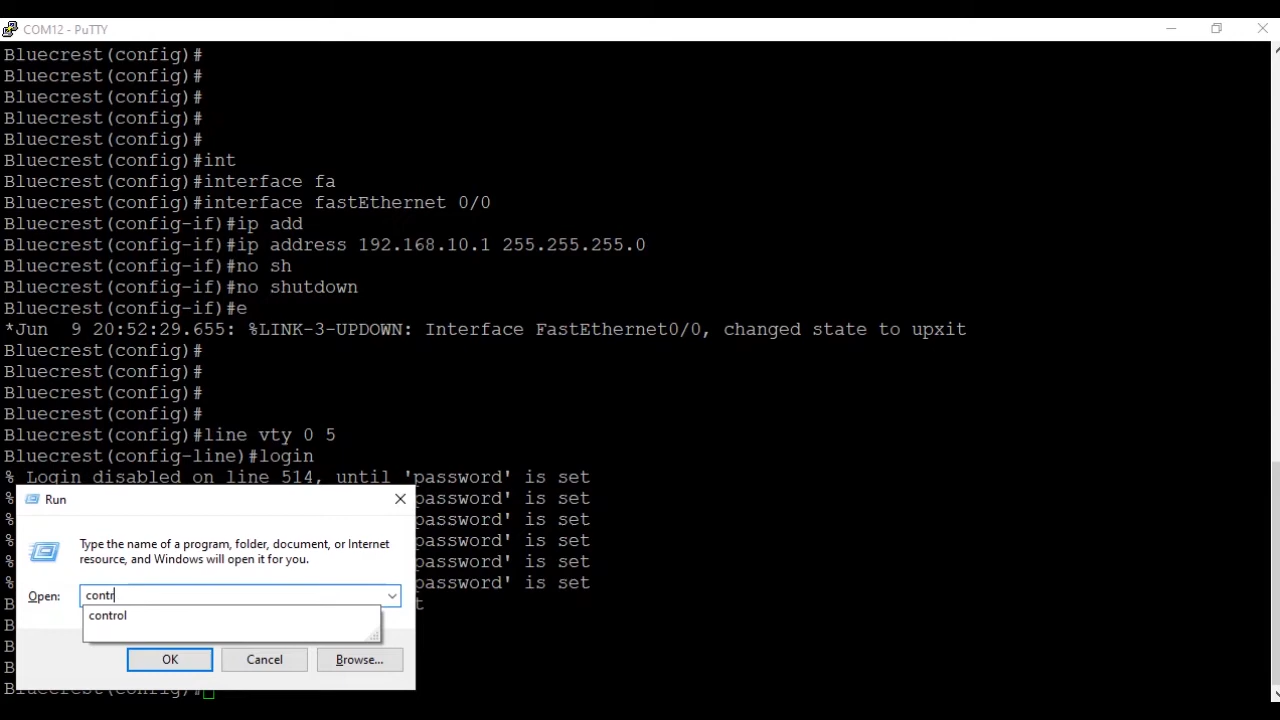 COM12 - PuTTY
Bluecrest(config)#
Bluecrest(config)#
Bluecrest(config)#
Bluecrest(config)#
Bluecrest(config)#
Bluecrest(config)#int
Bluecrest(config)#interface fa
Bluecrest(config)#interface fastEthernet 0/0
Bluecrest(config-if)#ip add
Bluecrest(config-if)#ip address 192.168.10.1 255.255.255.0
Bluecrest(config-if)#no sh
Bluecrest(config-if)#no shutdown
Bluecrest(config-if)#e
*Jun  9 20:52:29.655: %LINK-3-UPDOWN: Interface FastEthernet0/0, changed state to upxit
Bluecrest(config)#
Bluecrest(config)#
Bluecrest(config)#
Bluecrest(config)#
Bluecrest(config)#line vty 0 5
Bluecrest(config-line)#login
% Login disabled on line 514, until 'password' is set
% password' is set
% password' is set
% password' is set
% password' is set
% password' is set
B t
B
B
B
Bluecrest(config)#
Run
Type the name of a program, folder, document, or Internet
resource, and Windows will open it for you.
Open: contr
control
OK Cancel Browse...